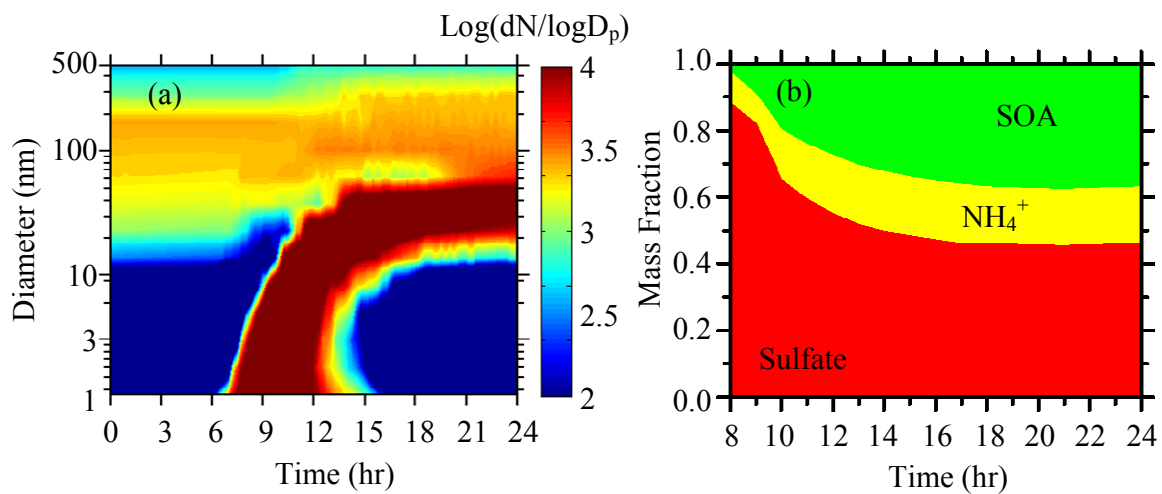 Log(dN/logDₚ)
(a)
500
100
10
3
1
Diameter (nm)
0 3 6 9 12 15 18 21 24
Time (hr)
4
3.5
3
2.5
2
(b)
SOA
NH₄⁺
Sulfate
1.0
0.8
0.6
0.4
0.2
0.0
Mass Fraction
8 10 12 14 16 18 20 22 24
Time (hr)